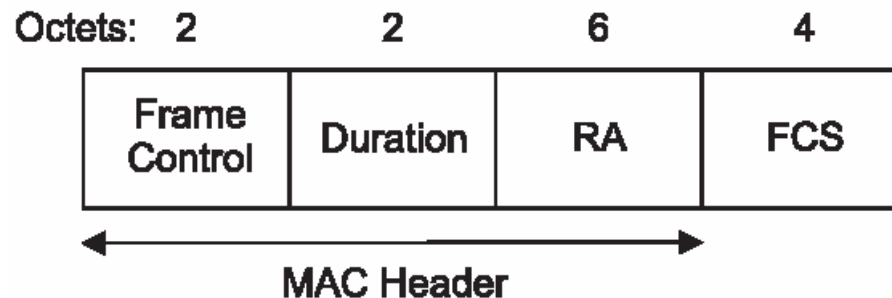 Octets: 2 2 6 4
Frame Control Duration RA FCS
MAC Header